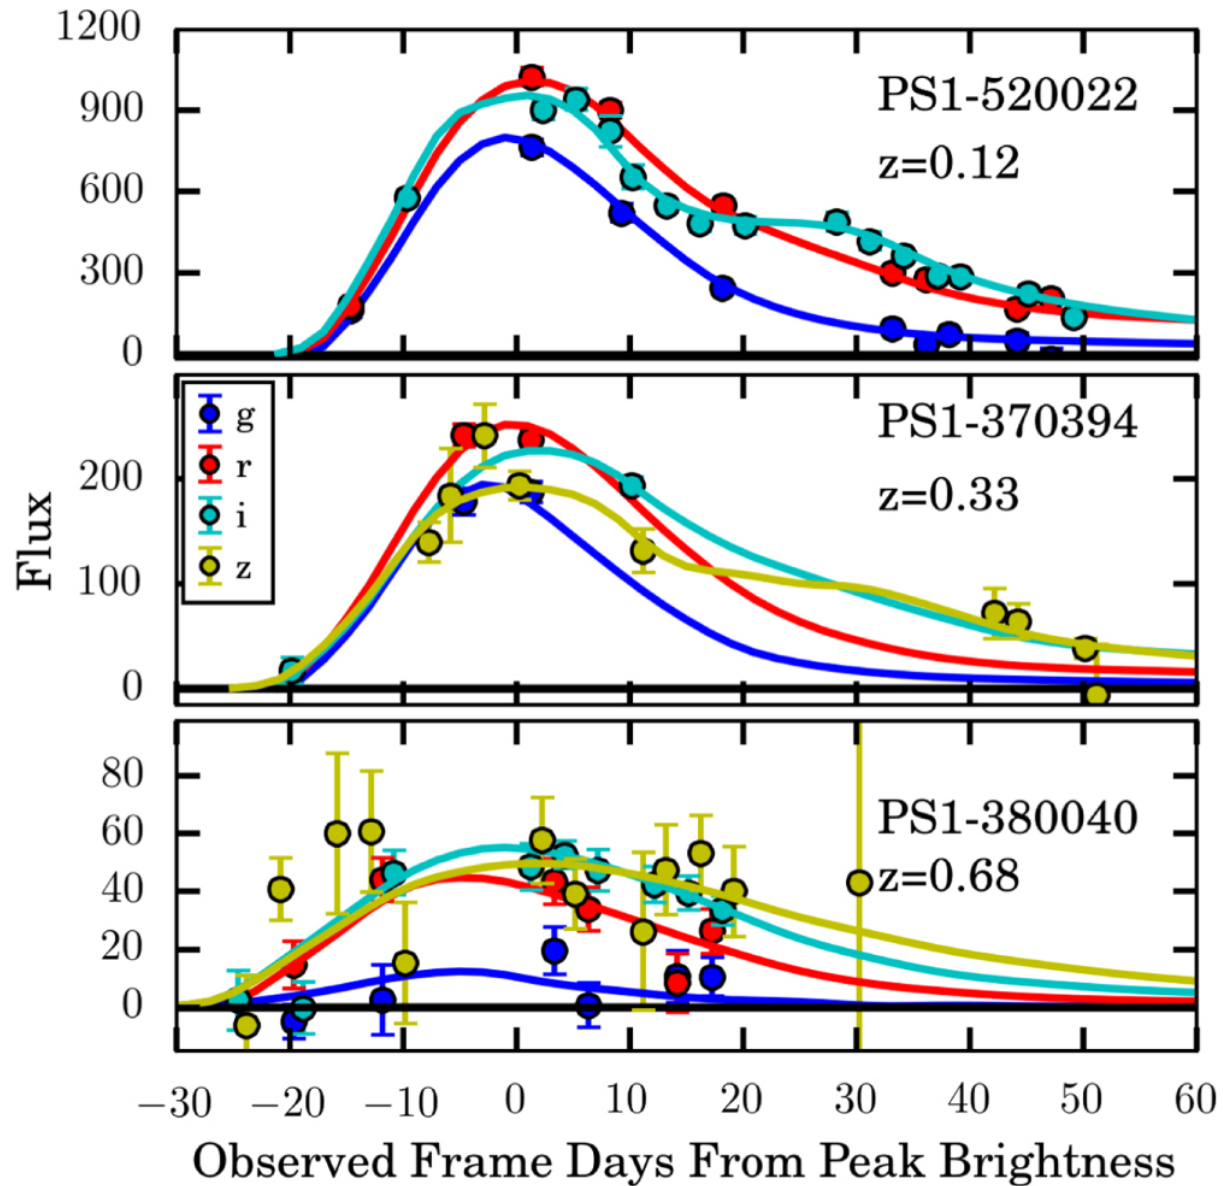 1200
900
600
300
0
PS1-520022
z=0.12
Flux
200
100
0
g
r
i
z
PS1-370394
z=0.33
80
60
40
20
0
PS1-380040
z=0.68
−30 −20 −10 0 10 20 30 40 50 60
Observed Frame Days From Peak Brightness